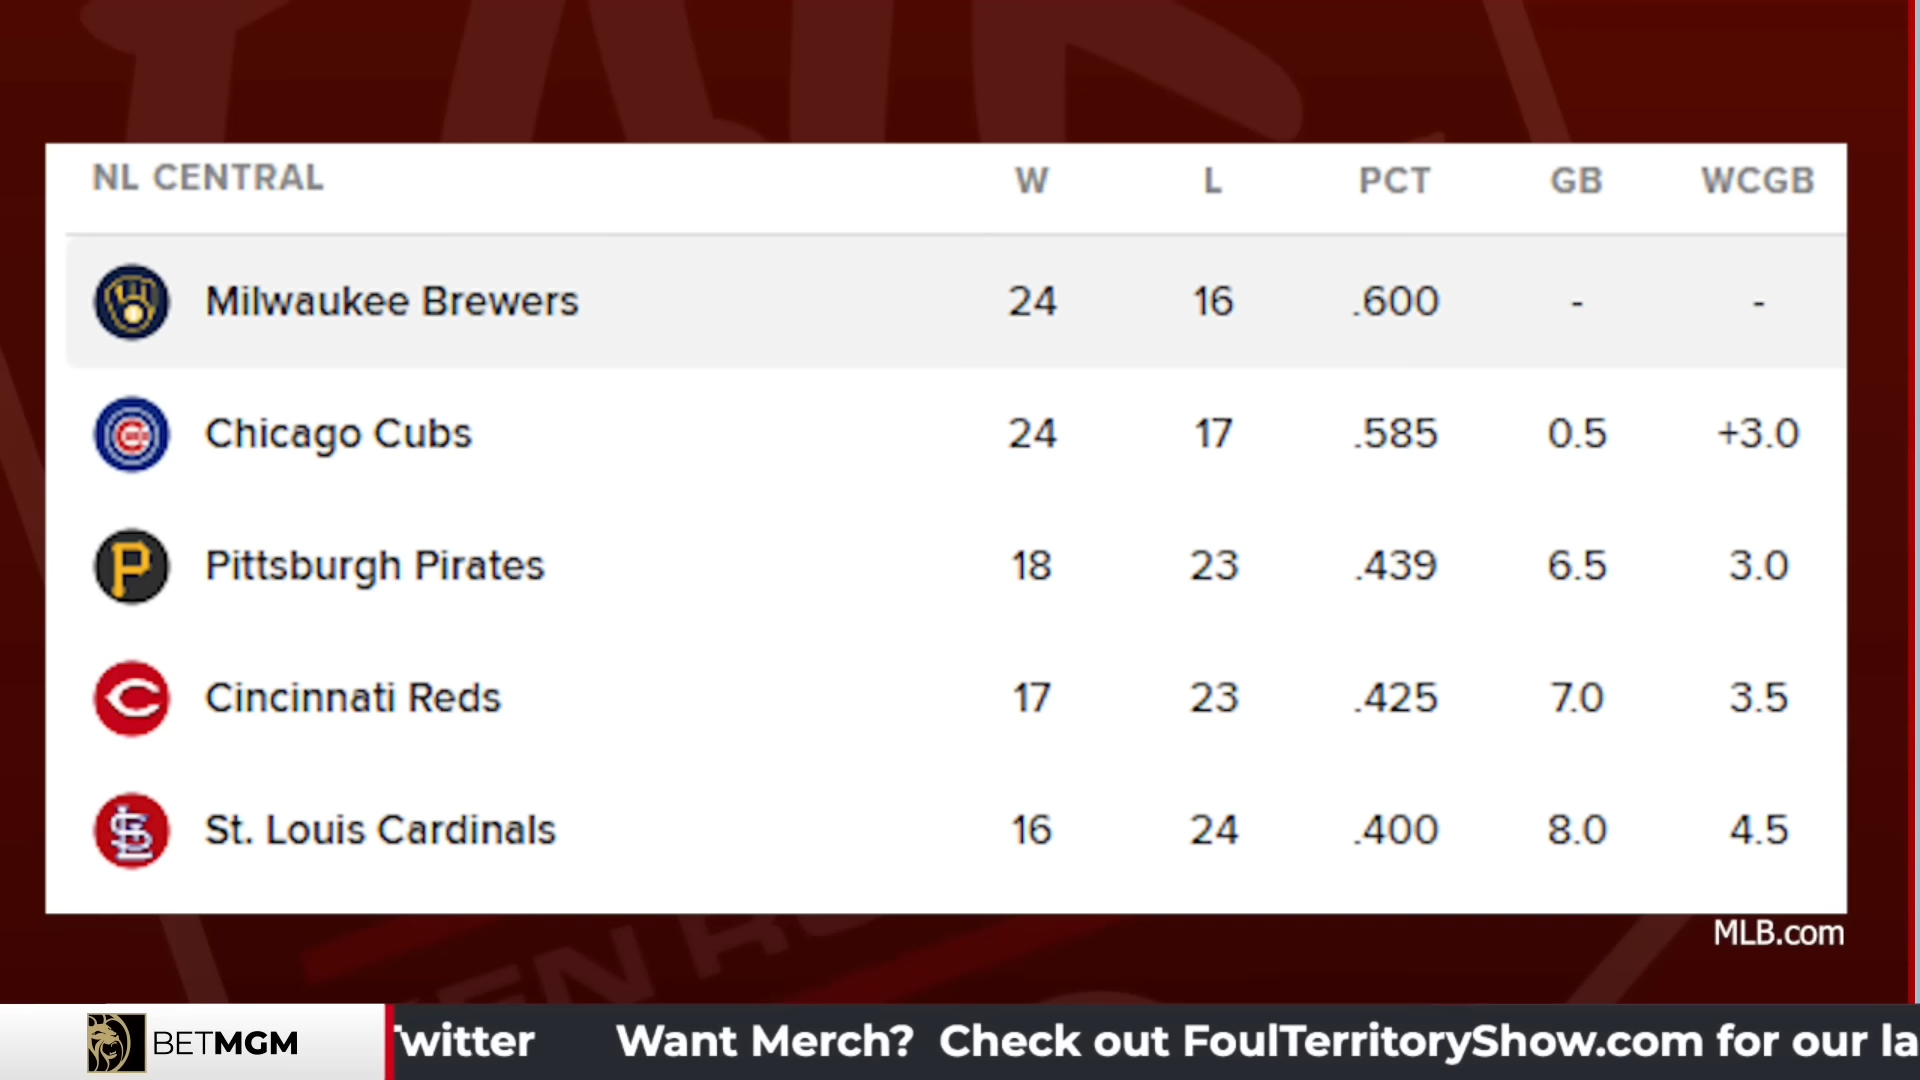 NL CENTRAL W L PCT GB WCGB
Milwaukee Brewers 24 16 .600 - -
Chicago Cubs 24 17 .585 0.5 +3.0
Pittsburgh Pirates 18 23 .439 6.5 3.0
Cincinnati Reds 17 23 .425 7.0 3.5
St. Louis Cardinals 16 24 .400 8.0 4.5
MLB.com
BETMGM Twitter Want Merch? Check out FoulTerritoryShow.com for our la